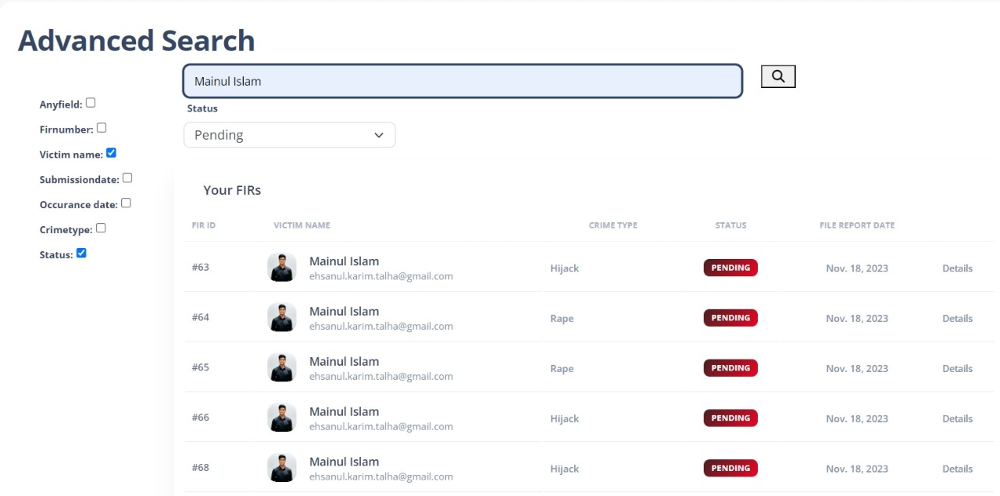 Advanced Search
Mainul Islam
Anyfield:
Status
Firnumber:
Pending
Victim name:
Submissiondate:
Occurance date:
Crimetype:
Status:
Your FIRs
FIR ID VICTIM NAME CRIME TYPE STATUS FILE REPORT DATE
#63 Mainul Islam Hijack PENDING Nov. 18, 2023 Details
ehsanul.karim.talha@gmail.com
#64 Mainul Islam Rape PENDING Nov. 18, 2023 Details
ehsanul.karim.talha@gmail.com
#65 Mainul Islam Rape PENDING Nov. 18, 2023 Details
ehsanul.karim.talha@gmail.com
#66 Mainul Islam Hijack PENDING Nov. 18, 2023 Details
ehsanul.karim.talha@gmail.com
#68 Mainul Islam Hijack PENDING Nov. 18, 2023 Details
ehsanul.karim.talha@gmail.com